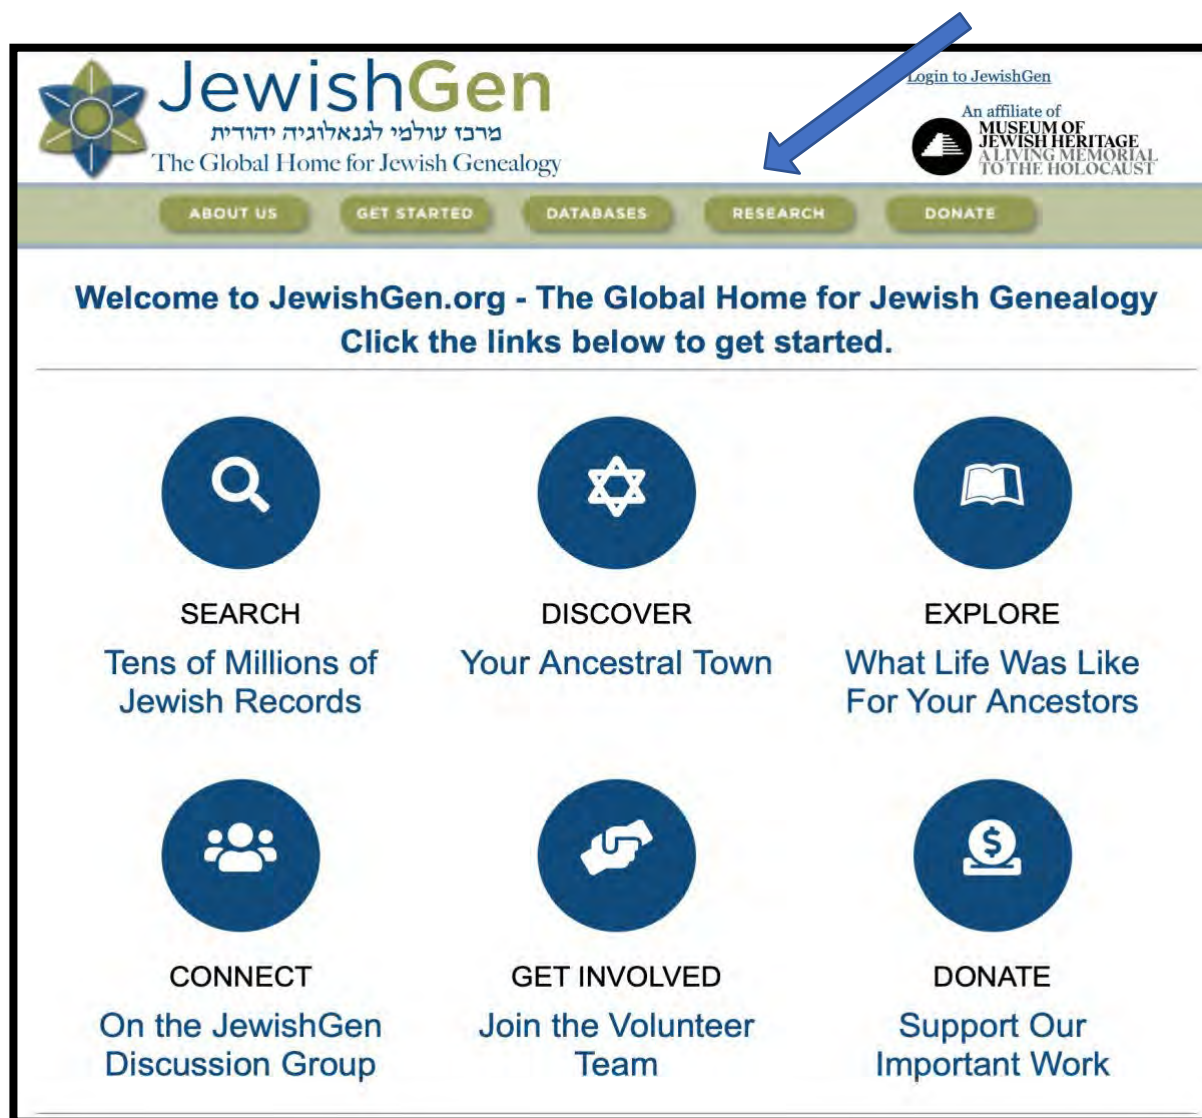 JewishGen
מרכז עולמי לגנאלוגיה יהודית
The Global Home for Jewish Genealogy
Login to JewishGen
An affiliate of
MUSEUM OF
JEWISH HERITAGE
A LIVING MEMORIAL
TO THE HOLOCAUST
ABOUT US
GET STARTED
DATABASES
RESEARCH
DONATE
Welcome to JewishGen.org - The Global Home for Jewish Genealogy
Click the links below to get started.
SEARCH
Tens of Millions of
Jewish Records
DISCOVER
Your Ancestral Town
EXPLORE
What Life Was Like
For Your Ancestors
CONNECT
On the JewishGen
Discussion Group
GET INVOLVED
Join the Volunteer
Team
DONATE
Support Our
Important Work